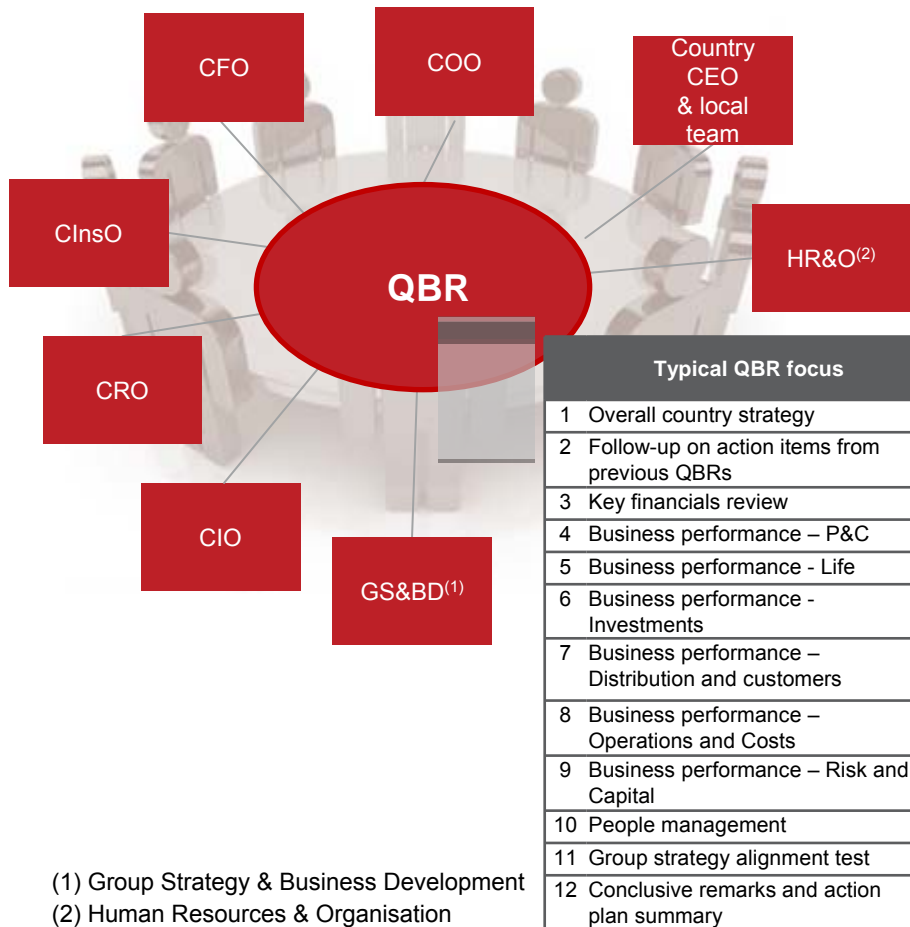 CFO
COO
Country
CEO
& local
team
CInsO
HR&O(2)
QBR
CRO
CIO
GS&BD(1)
Typical QBR focus
1 Overall country strategy
2 Follow-up on action items from
previous QBRs
3 Key financials review
4 Business performance – P&C
5 Business performance - Life
6 Business performance -
Investments
7 Business performance –
Distribution and customers
8 Business performance –
Operations and Costs
9 Business performance – Risk and
Capital
10 People management
11 Group strategy alignment test
12 Conclusive remarks and action
plan summary
(1) Group Strategy & Business Development
(2) Human Resources & Organisation